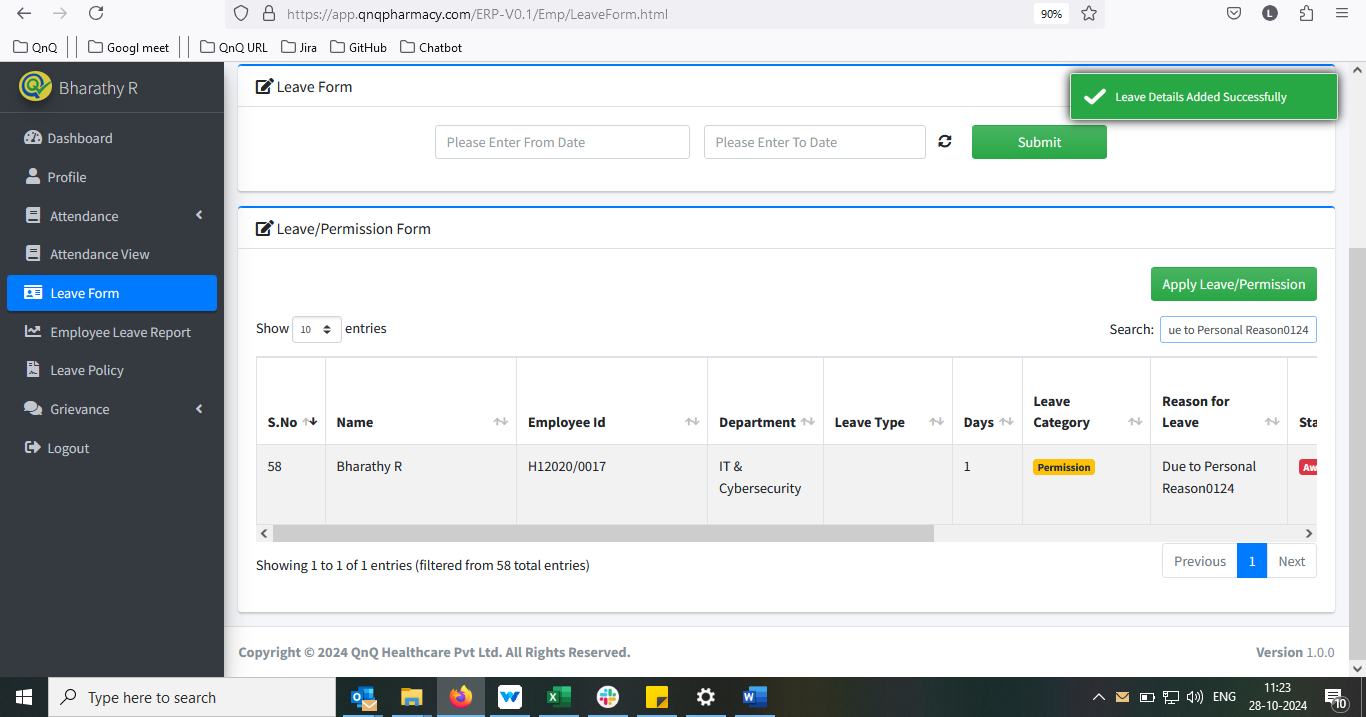 https://app.qnqpharmacy.com/ERP-V0.1/Emp/LeaveForm.html
90%
L
QnQ
Googl meet
QnQ URL
Jira
GitHub
Chatbot
Bharathy R
Dashboard
Profile
Attendance
Attendance View
Leave Form
Employee Leave Report
Leave Policy
Grievance
Logout
Leave Form
Leave Details Added Successfully
Please Enter From Date
Please Enter To Date
Submit
Leave/Permission Form
Apply Leave/Permission
Show 10 entries
Search: ue to Personal Reason0124
S.No
Name
Employee Id
Department
Leave Type
Days
Leave
Category
Reason for
Leave
Sta
58
Bharathy R
H12020/0017
IT &
Cybersecurity
1
Permission
Due to Personal
Reason0124
Aw
Showing 1 to 1 of 1 entries (filtered from 58 total entries)
Previous
1
Next
Copyright © 2024 QnQ Healthcare Pvt Ltd. All Rights Reserved.
Version 1.0.0
Type here to search
ENG
11:23
28-10-2024
10